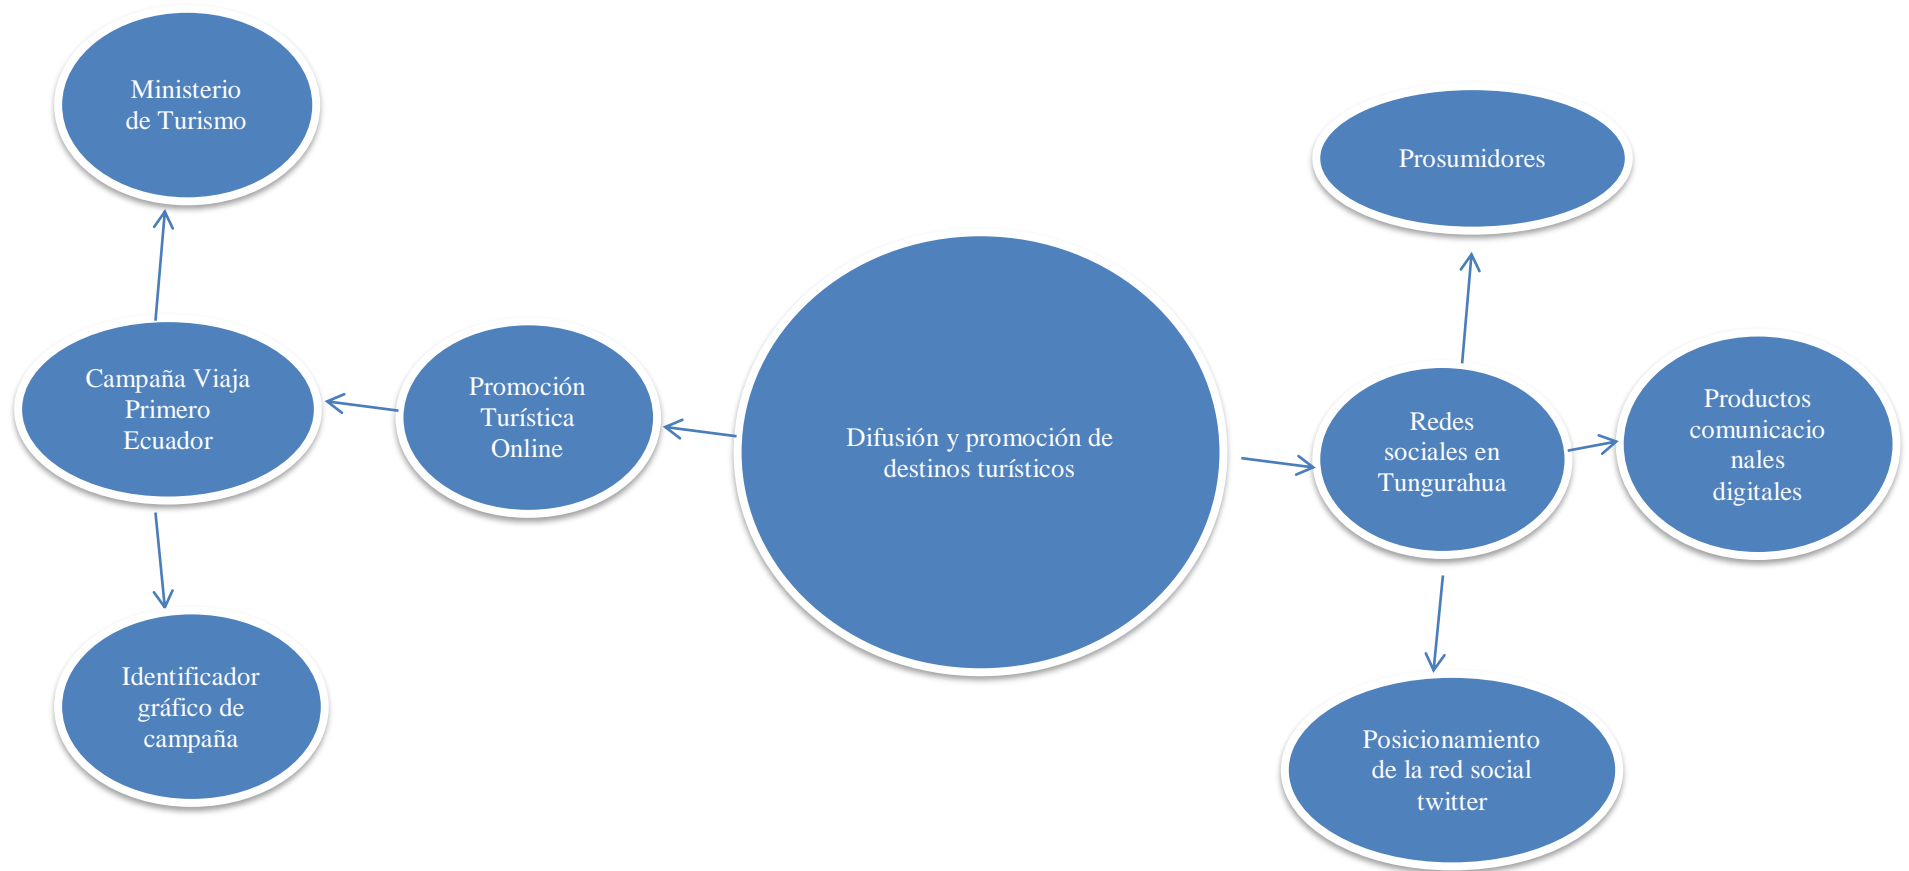 Ministerio
de Turismo
Campaña Viaja
Primero
Ecuador
Identificador
gráfico de
campaña
Promoción
Turística
Online
Difusión y promoción de
destinos turísticos
Prosumidores
Redes
sociales en
Tungurahua
Productos
comunicacio
nales
digitales
Posicionamiento
de la red social
twitter